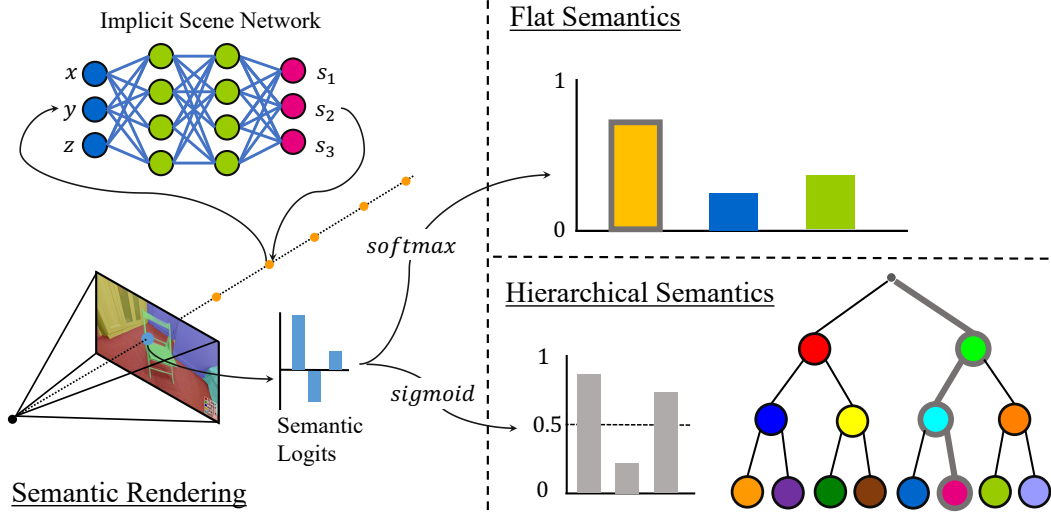 Implicit Scene Network
x
y
z
s1
s2
s3
softmax
sigmoid
Semantic
Logits
Semantic Rendering
Flat Semantics
1
0
Hierarchical Semantics
1
0.5
0